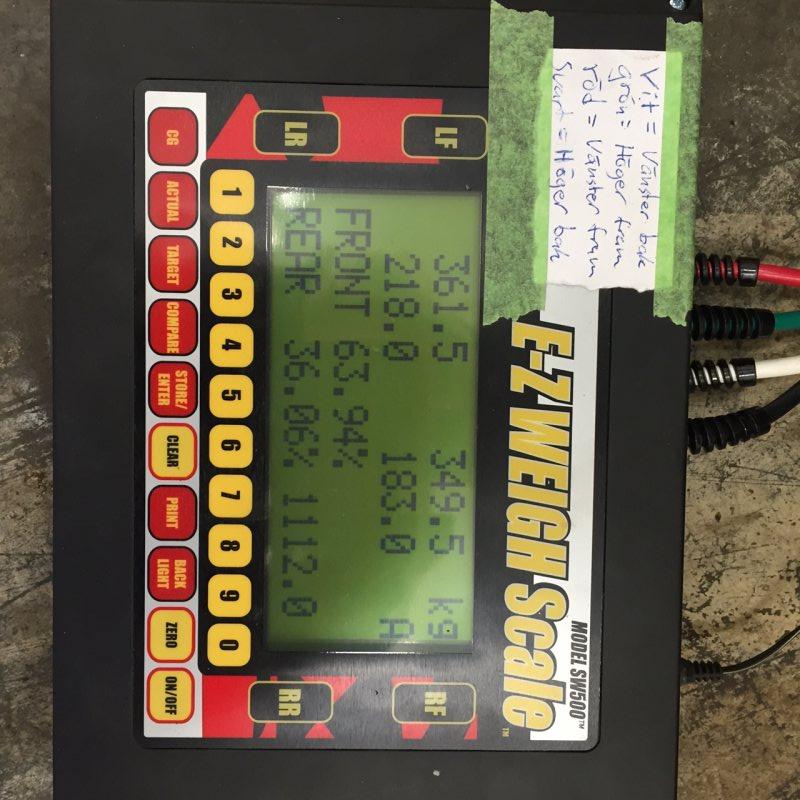 Vit = Vänster bak
grön = Höger fram
röd = Vänster fram
Svart = Höger bak
E-Z WEIGH Scale™
MODEL SW500™
LF
RF
LR
RR
361.5 349.5 kg
218.0 183.0 A
FRONT 63.94%
REAR 36.06% 1112.0
1 2 3 4 5 6 7 8 9 0
CG ACTUAL TARGET COMPARE STORE/ENTER CLEAR PRINT BACK LIGHT ZERO ON/OFF